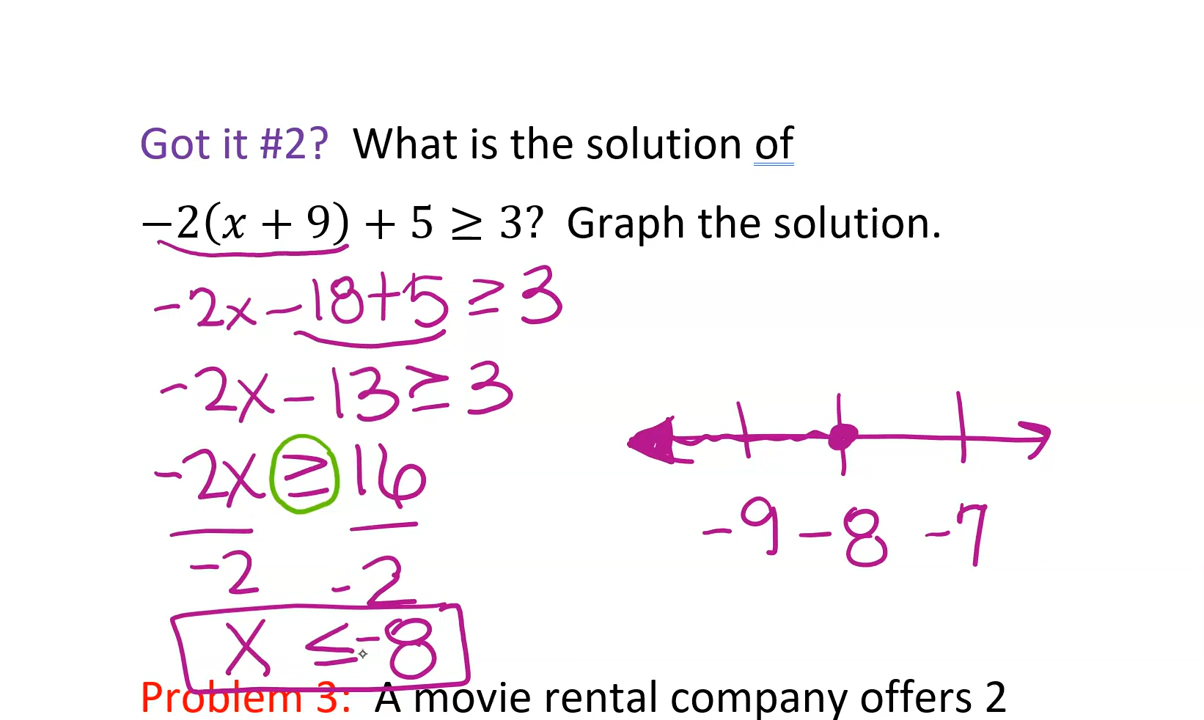 Got it #2? What is the solution of
−2(x + 9) + 5 ≥ 3? Graph the solution.
-2x - 18 + 5 ≥ 3
-2x - 13 ≥ 3
-2x ≥ 16
-2 -2
x ≤ -8
-9 -8 -7
Problem 3: A movie rental company offers 2